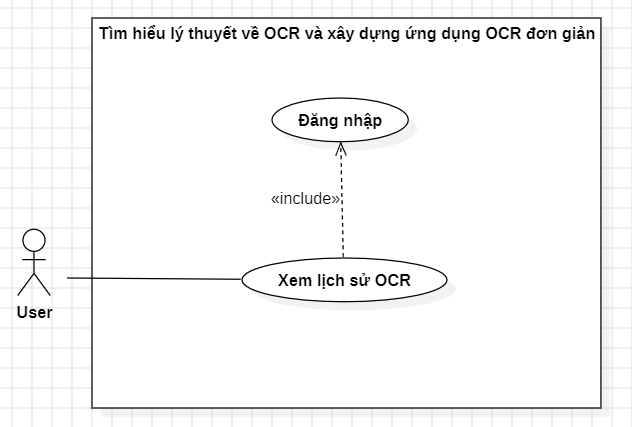 Tìm hiểu lý thuyết về OCR và xây dựng ứng dụng OCR đơn giản
Đăng nhập
«include»
Xem lịch sử OCR
User